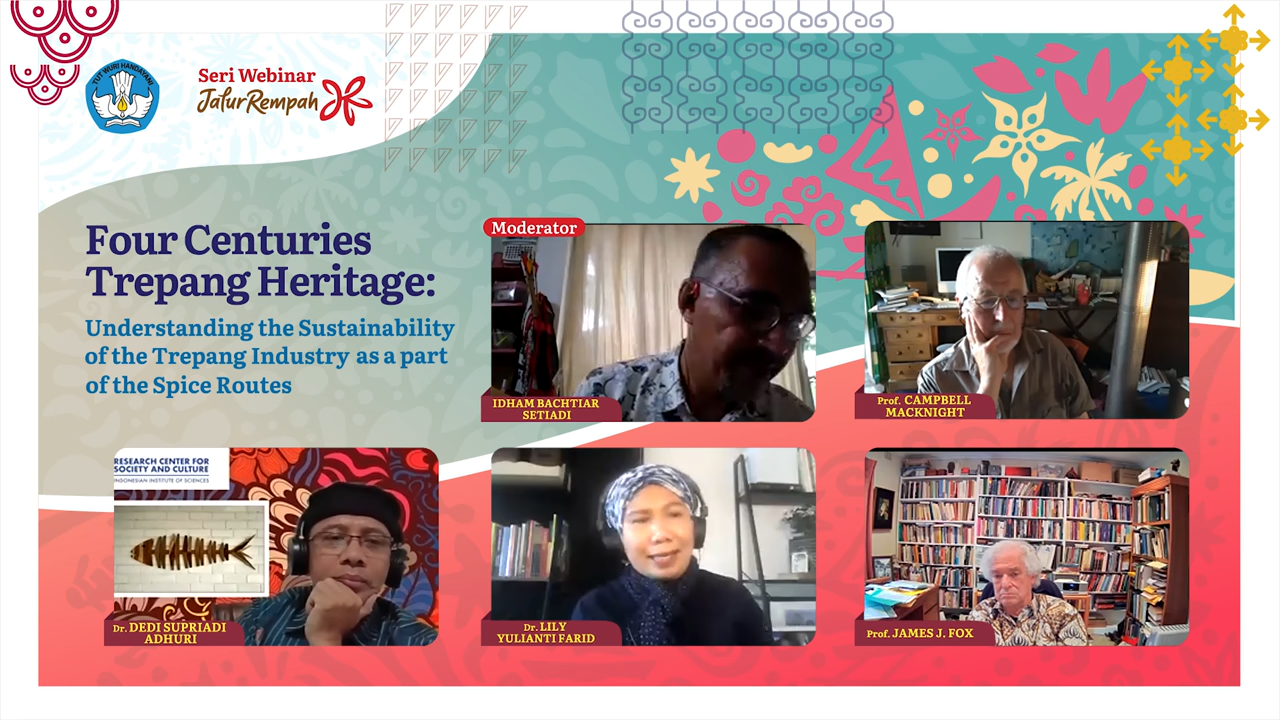 TUT WURI HANDAYANI
Seri Webinar
Jalur Rempah
Four Centuries
Trepang Heritage:
Understanding the Sustainability
of the Trepang Industry as a part
of the Spice Routes
Moderator
IDHAM BACHTIAR
SETIADI
Prof. CAMPBELL
MACKNIGHT
RESEARCH CENTER FOR
SOCIETY AND CULTURE
INDONESIAN INSTITUTE OF SCIENCES
Dr. DEDI SUPRIADI
ADHURI
Dr. LILY
YULIANTI FARID
Prof. JAMES J. FOX